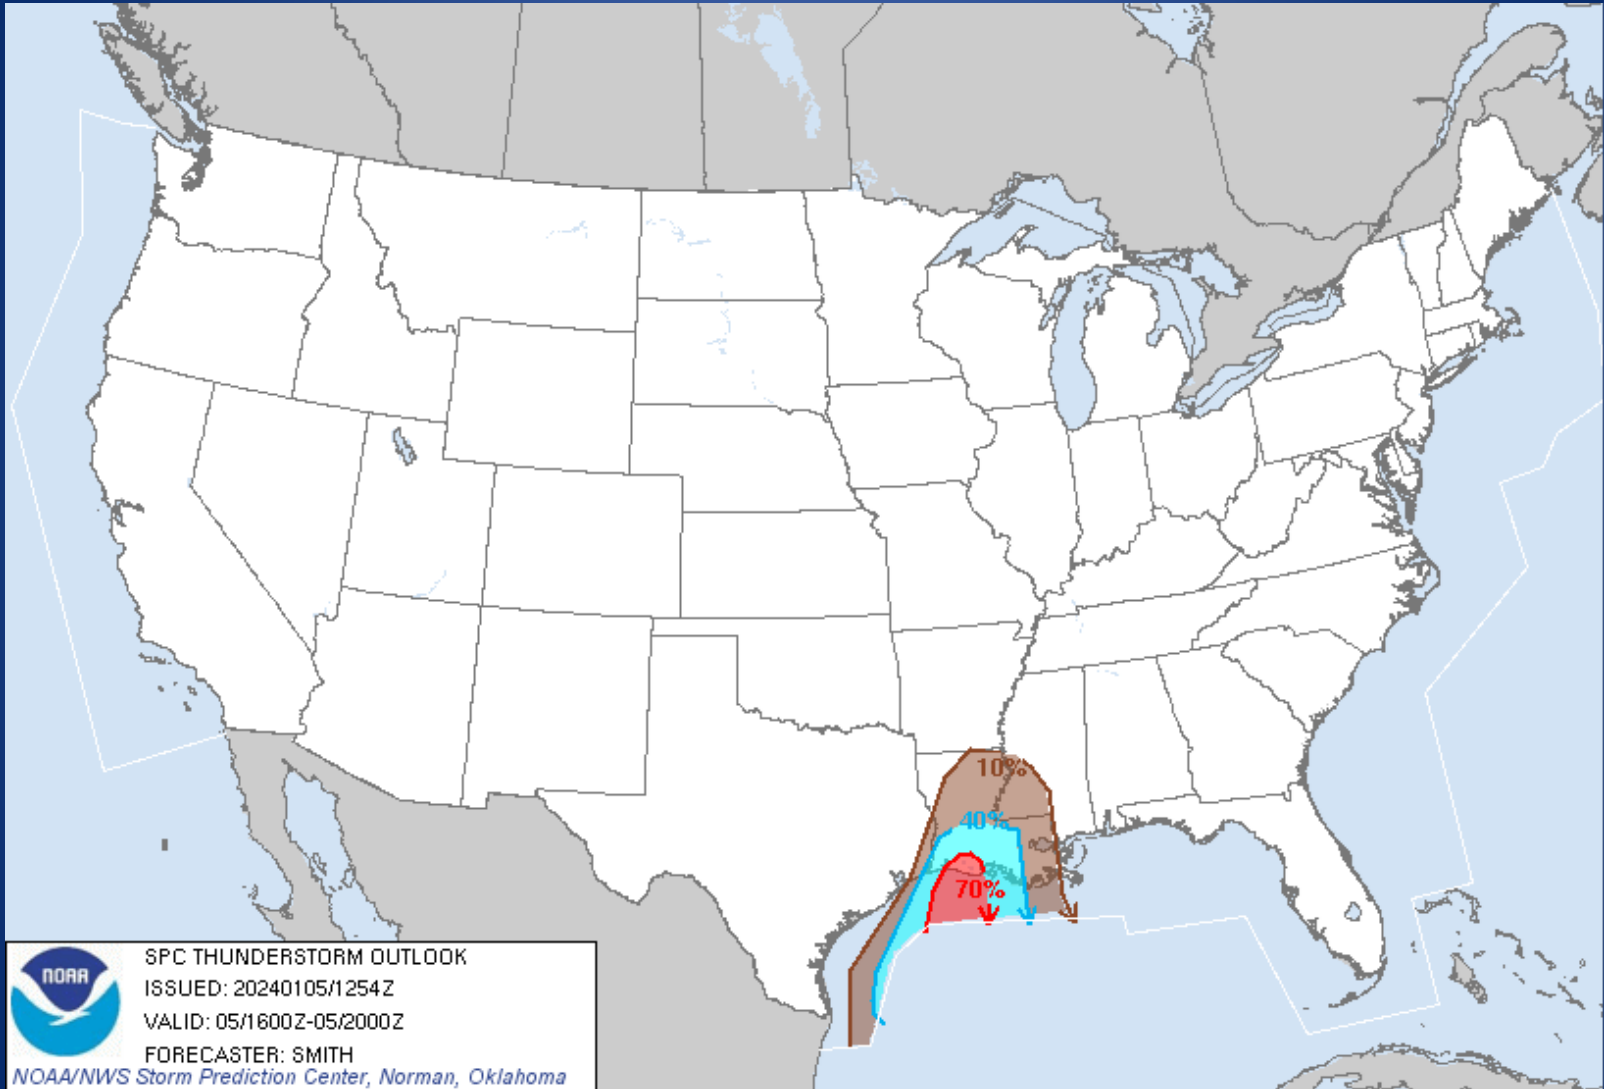 10%
40%
70%
NOAA
SPC THUNDERSTORM OUTLOOK
ISSUED: 20240105/1254Z
VALID: 05/1600Z-05/2000Z
FORECASTER: SMITH
NOAA/NWS Storm Prediction Center, Norman, Oklahoma